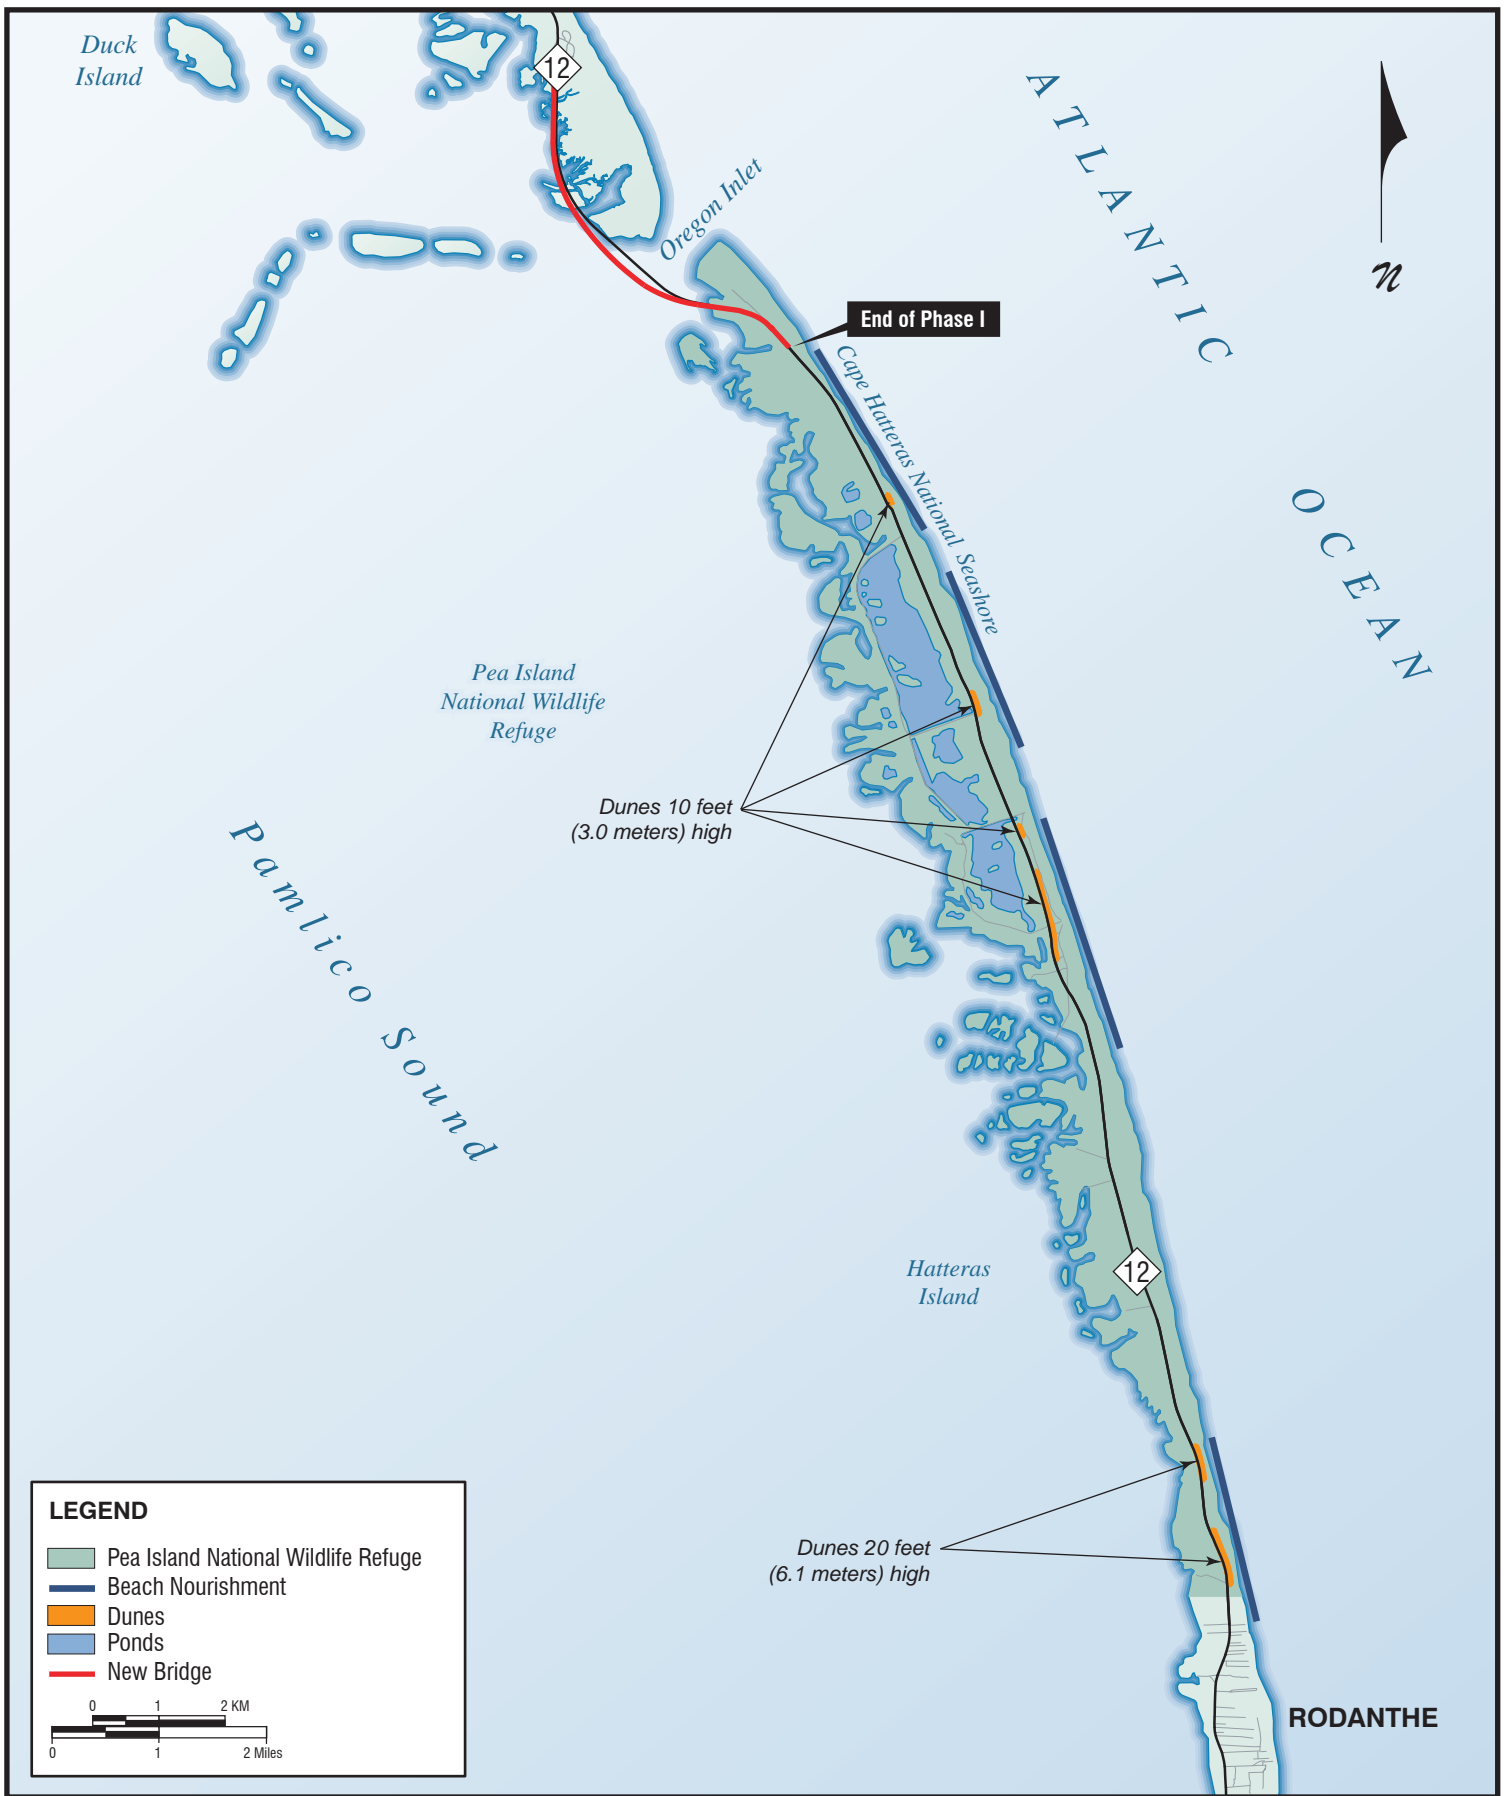 Duck
Island
12
ATLANTIC
OCEAN
Oregon Inlet
N
End of Phase I
Cape Hatteras National Seashore
Pea Island
National Wildlife
Refuge
Dunes 10 feet
(3.0 meters) high
Pamlico Sound
Hatteras
Island
12
Dunes 20 feet
(6.1 meters) high
RODANTHE
LEGEND
Pea Island National Wildlife Refuge
Beach Nourishment
Dunes
Ponds
New Bridge
0 1 2 KM
0 1 2 Miles